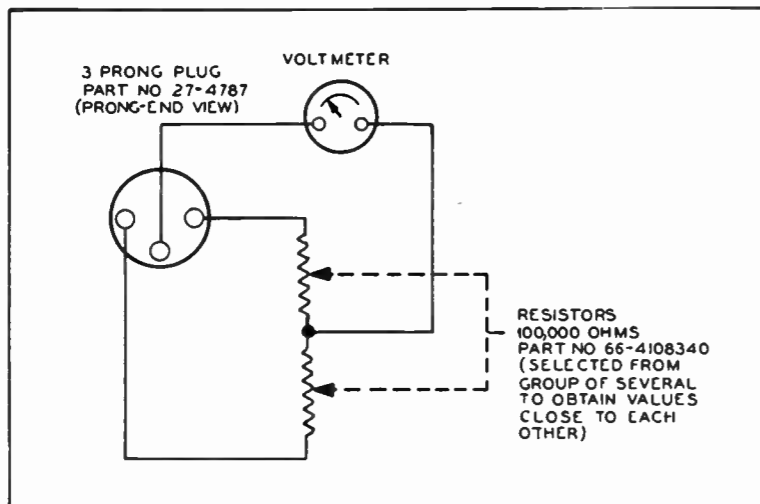 3 PRONG PLUG
PART NO 27-4787
(PRONG-END VIEW)
VOLTMETER
RESISTORS
100,000 OHMS
PART NO 66-4108340
(SELECTED FROM
GROUP OF SEVERAL
TO OBTAIN VALUES
CLOSE TO EACH
OTHER)